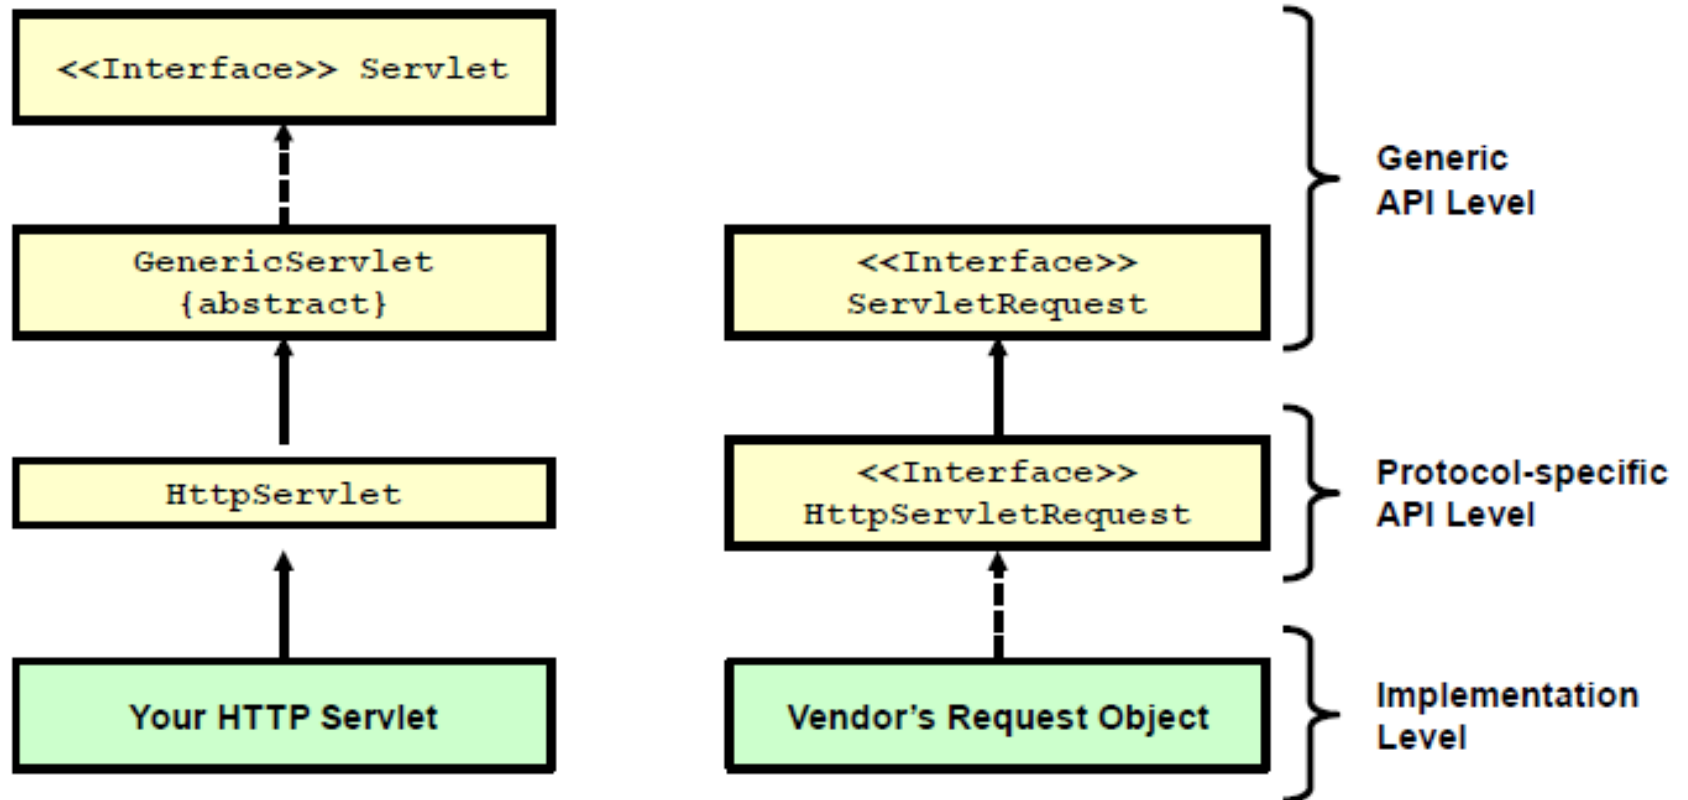 <<Interface>> Servlet
GenericServlet
{abstract}
HttpServlet
Your HTTP Servlet
<<Interface>>
ServletRequest
<<Interface>>
HttpServletRequest
Vendor’s Request Object
Generic
API Level
Protocol-specific
API Level
Implementation
Level